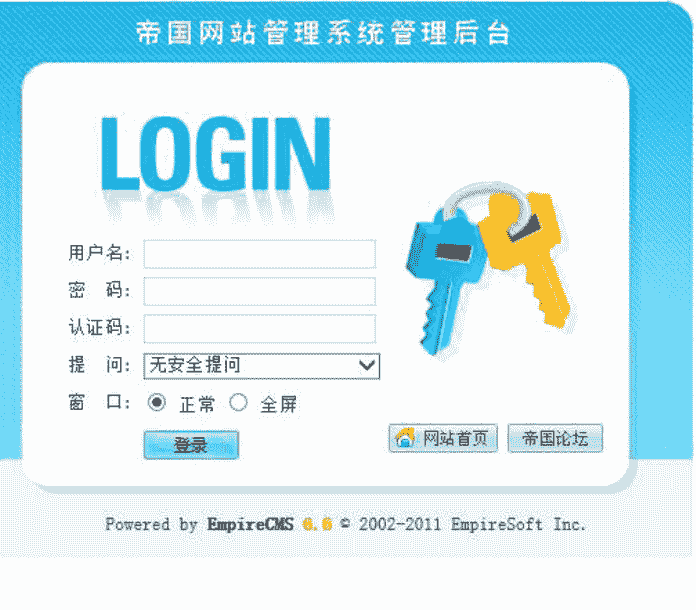 帝国网站管理系统管理后台
LOGIN
用户名:
密 码:
认证码:
提 问: 无安全提问
窗 口: 正常 全屏
登录 网站首页 帝国论坛
Powered by EmpireCMS 6.6 © 2002-2011 EmpireSoft Inc.